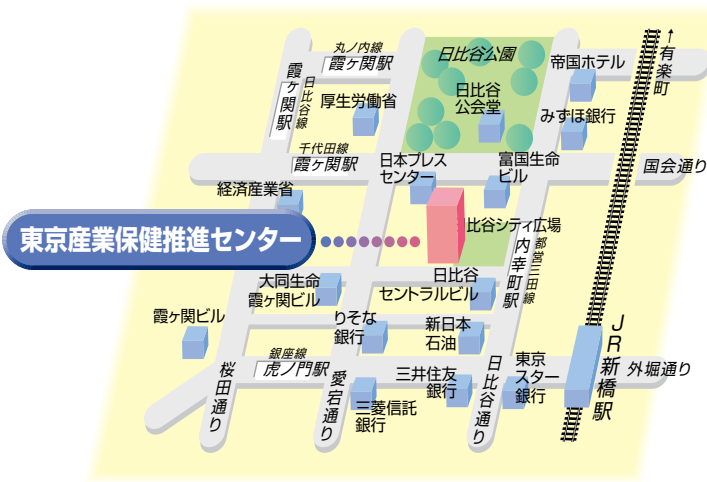 丸ノ内線
霞ヶ関駅
日比谷公園
帝国ホテル
←有楽町
日比谷線
霞ヶ関駅
厚生労働省
日比谷
公会堂
みずほ銀行
千代田線
霞ヶ関駅
日本プレス
センター
富国生命
ビル
国会通り
経済産業省
東京産業保健推進センター
比谷シティ広場
都営三田線
内幸町駅
大同生命
霞ヶ関ビル
日比谷
セントラルビル
霞ヶ関ビル
りそな
銀行
新日本
石油
JR新橋駅
銀座線
虎ノ門駅
桜田通り
愛宕通り
三井住友
銀行
日比谷通り
東京
スター
銀行
外堀通り
三菱信託
銀行